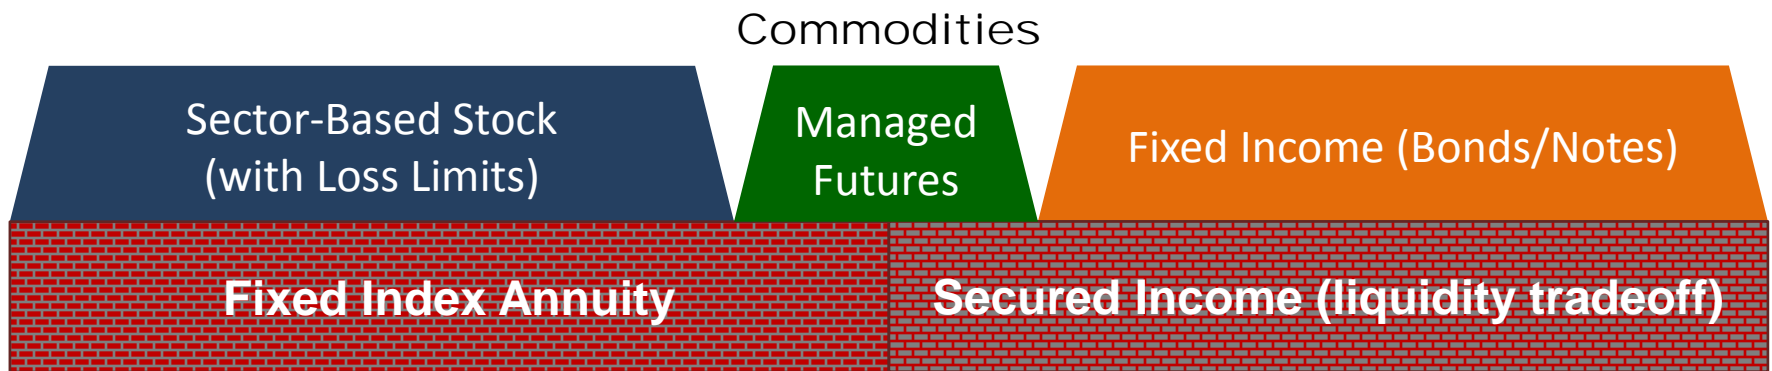 Commodities
Sector-Based Stock
(with Loss Limits)
Managed
Futures
Fixed Income (Bonds/Notes)
Fixed Index Annuity
Secured Income (liquidity tradeoff)